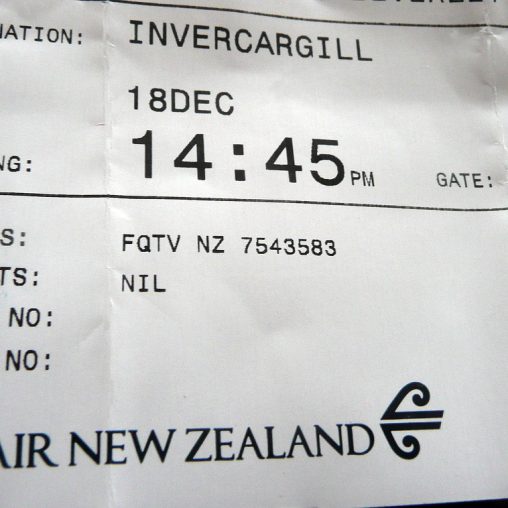 NATION: INVERCARGILL
18DEC
NG: 14:45PM GATE:
S: FQTV NZ 7543583
TS: NIL
NO:
NO:
AIR NEW ZEALAND